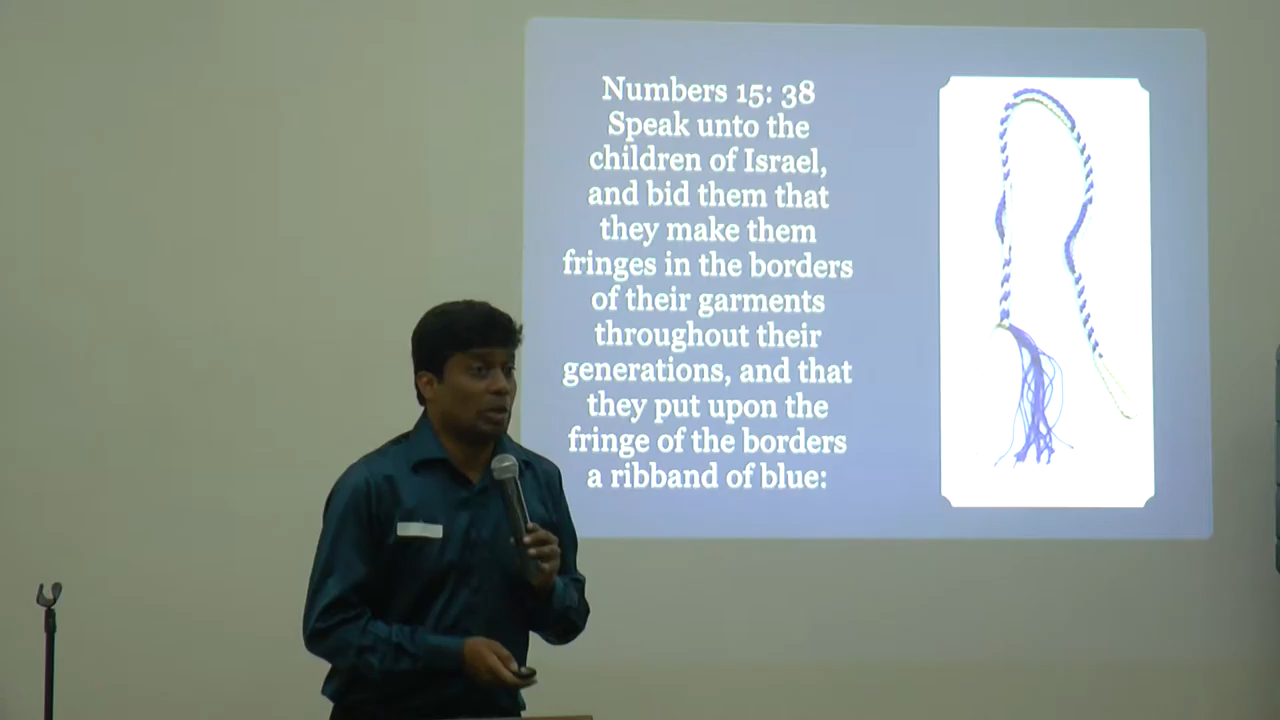 Numbers 15: 38
Speak unto the
children of Israel,
and bid them that
they make them
fringes in the borders
of their garments
throughout their
generations, and that
they put upon the
fringe of the borders
a ribband of blue: